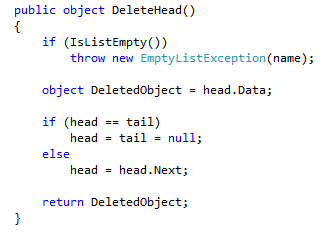 public object DeleteHead()
{
    if (IsListEmpty())
        throw new EmptyListException(name);

    object DeletedObject = head.Data;

    if (head == tail)
        head = tail = null;
    else
        head = head.Next;

    return DeletedObject;
}